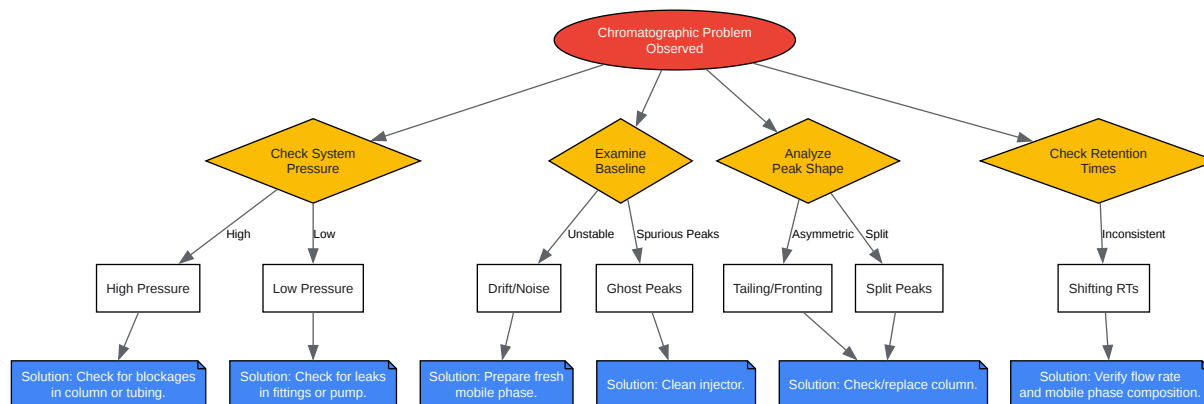 Chromatographic Problem
Observed
Check System
Pressure
Examine
Baseline
Analyze
Peak Shape
Check Retention
Times
High
Low
Unstable
Spurious Peaks
Asymmetric
Split
Inconsistent
High Pressure
Low Pressure
Drift/Noise
Ghost Peaks
Tailing/Fronting
Split Peaks
Shifting RTs
Solution: Check for blockages
in column or tubing.
Solution: Check for leaks
in fittings or pump.
Solution: Prepare fresh
mobile phase.
Solution: Clean injector.
Solution: Check/replace column.
Solution: Verify flow rate
and mobile phase composition.